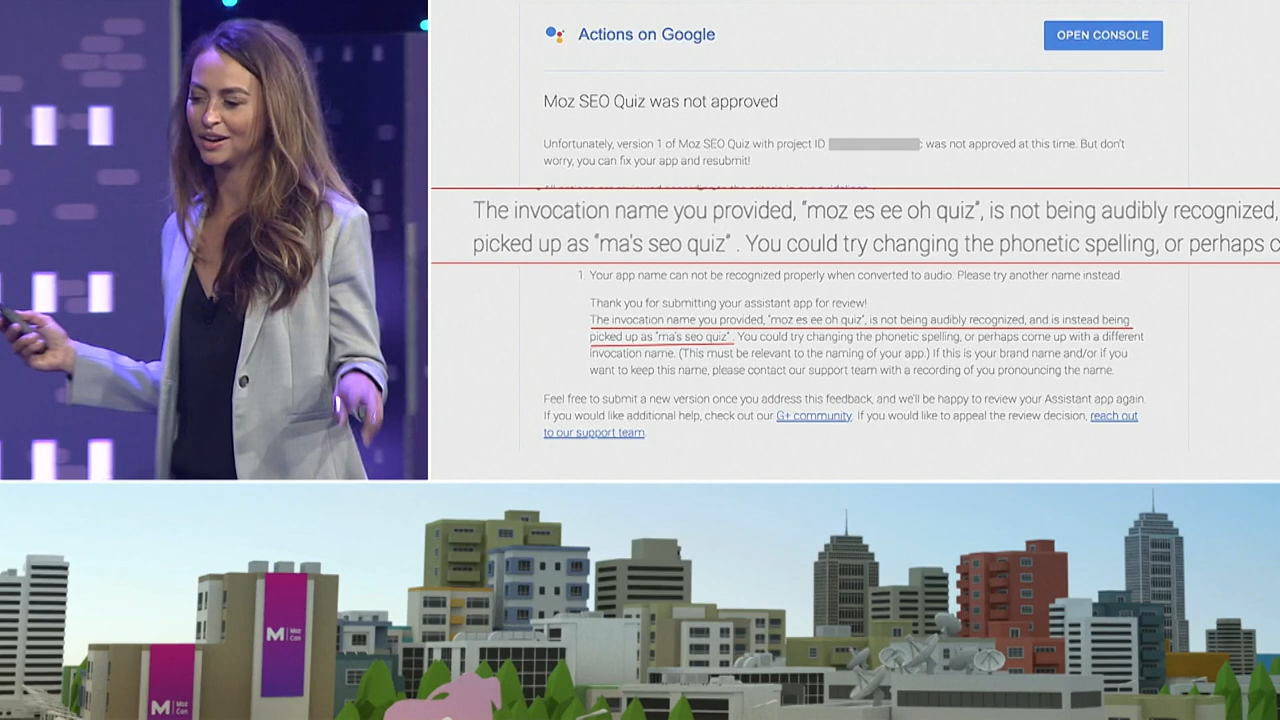 Actions on Google
OPEN CONSOLE
Moz SEO Quiz was not approved
Unfortunately, version 1 of Moz SEO Quiz with project ID was not approved at this time. But don't
worry, you can fix your app and resubmit!
The invocation name you provided, "moz es ee oh quiz", is not being audibly recognized,
picked up as "ma's seo quiz" . You could try changing the phonetic spelling, or perhaps c
1. Your app name can not be recognized properly when converted to audio. Please try another name instead.
Thank you for submitting your assistant app for review!
The invocation name you provided, "moz es ee oh quiz", is not being audibly recognized, and is instead being
picked up as "ma's seo quiz" . You could try changing the phonetic spelling, or perhaps come up with a different
invocation name. (This must be relevant to the naming of your app.) If this is your brand name and/or if you
want to keep this name, please contact our support team with a recording of you pronouncing the name.
Feel free to submit a new version once you address this feedback, and we'll be happy to review your Assistant app again.
If you would like additional help, check out our G+ community. If you would like to appeal the review decision, reach out
to our support team.
M Moz
Con
M Moz
Con